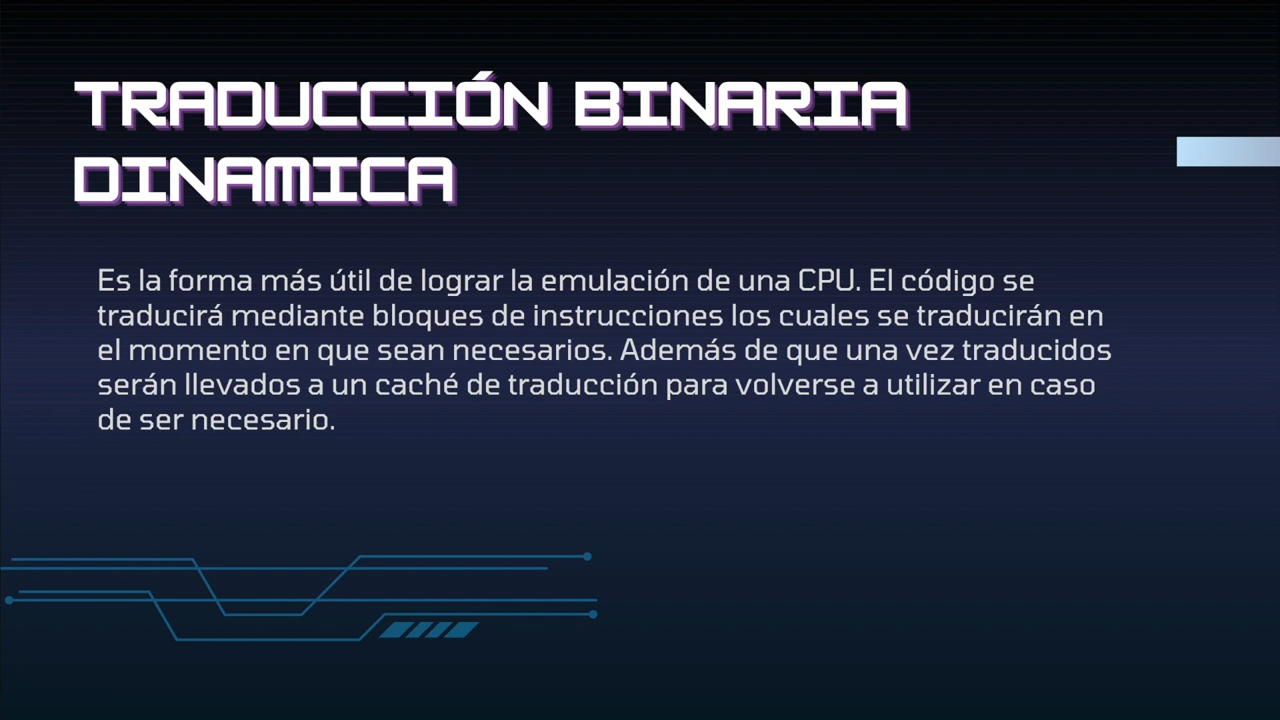 TRADUCCIÓN BINARIA
DINAMICA
Es la forma más útil de lograr la emulación de una CPU. El código se
traducirá mediante bloques de instrucciones los cuales se traducirán en
el momento en que sean necesarios. Además de que una vez traducidos
serán llevados a un caché de traducción para volverse a utilizar en caso
de ser necesario.